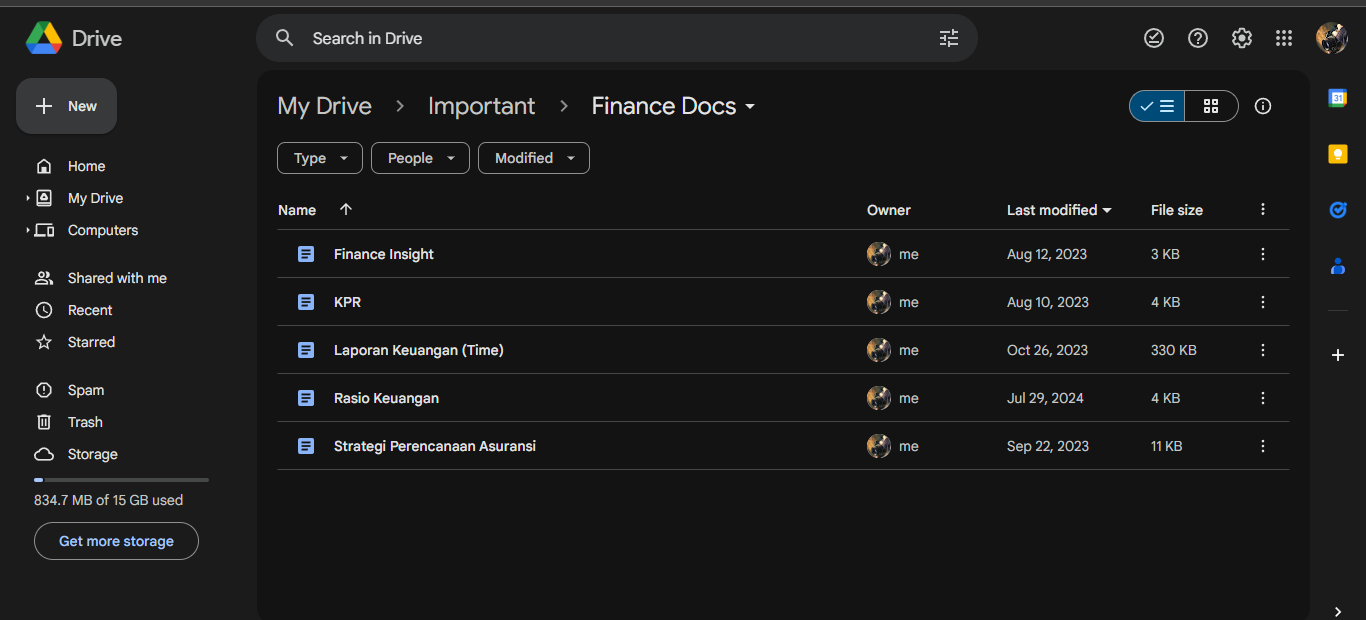 Drive
Search in Drive
New
Home
My Drive
Computers
Shared with me
Recent
Starred
Spam
Trash
Storage
834.7 MB of 15 GB used
Get more storage
My Drive > Important > Finance Docs
Type People Modified
Name Owner Last modified File size
Finance Insight me Aug 12, 2023 3 KB
KPR me Aug 10, 2023 4 KB
Laporan Keuangan (Time) me Oct 26, 2023 330 KB
Rasio Keuangan me Jul 29, 2024 4 KB
Strategi Perencanaan Asuransi me Sep 22, 2023 11 KB
31